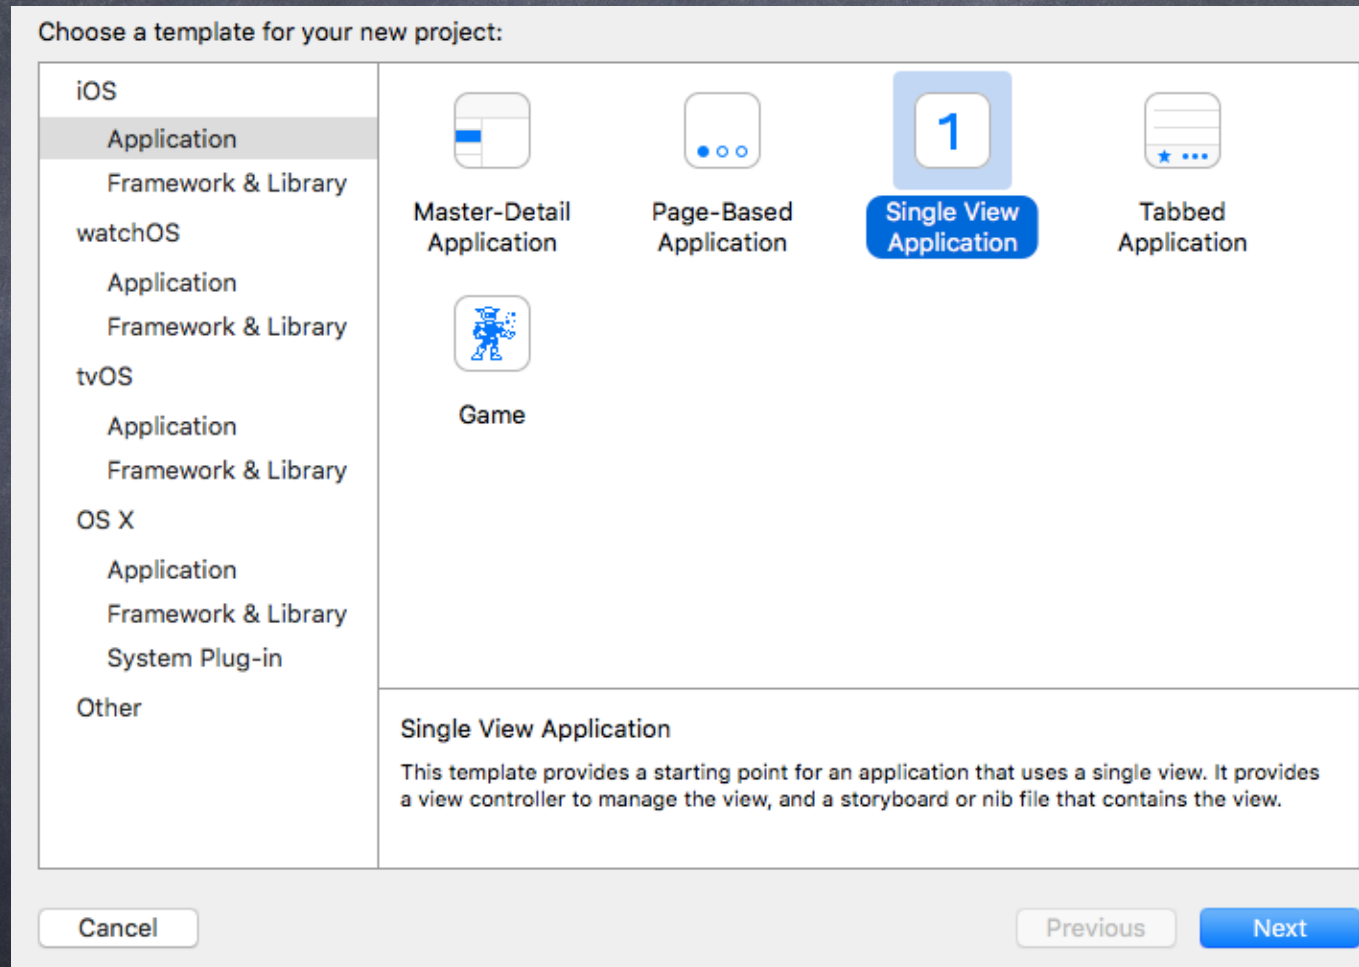 Choose a template for your new project:
iOS
Application
Framework & Library
watchOS
Application
Framework & Library
tvOS
Application
Framework & Library
OS X
Application
Framework & Library
System Plug-in
Other
Master-Detail
Application
Page-Based
Application
1
Single View
Application
Tabbed
Application
Game
Single View Application
This template provides a starting point for an application that uses a single view. It provides
a view controller to manage the view, and a storyboard or nib file that contains the view.
Cancel
Previous
Next